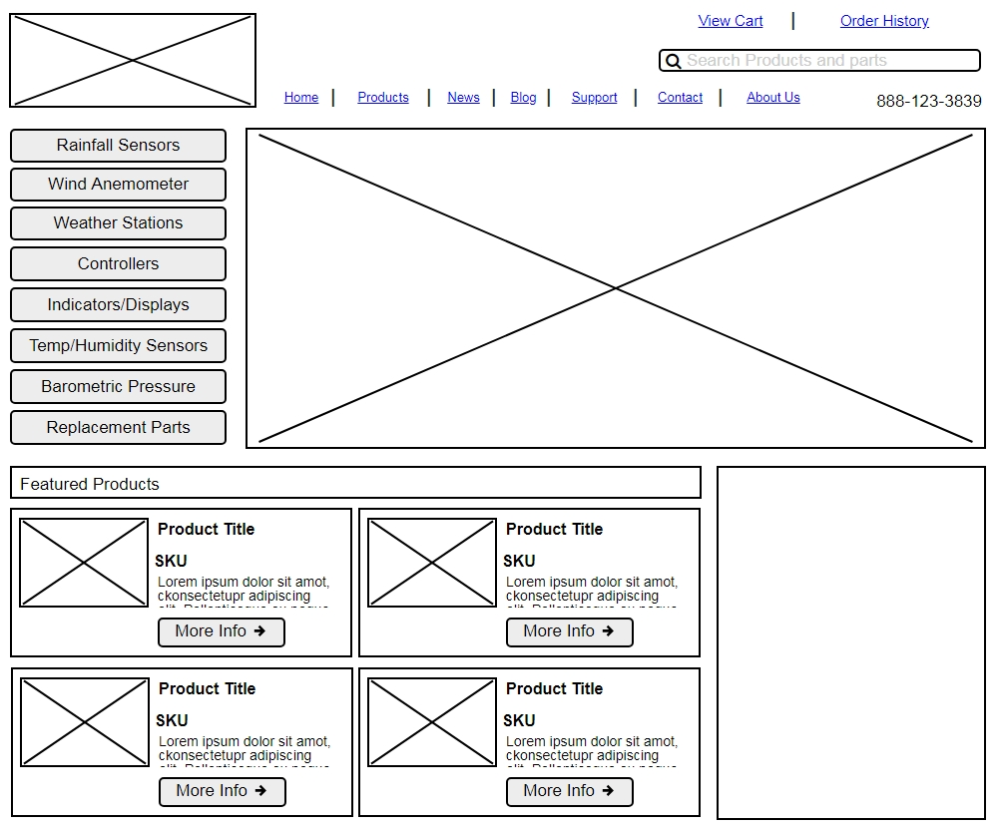 View Cart | Order History
Search Products and parts
Home | Products | News | Blog | Support | Contact | About Us
888-123-3839
Rainfall Sensors
Wind Anemometer
Weather Stations
Controllers
Indicators/Displays
Temp/Humidity Sensors
Barometric Pressure
Replacement Parts
Featured Products
Product Title
SKU
Lorem ipsum dolor sit amot,
ckonsectetupr adipiscing
More Info
Product Title
SKU
Lorem ipsum dolor sit amot,
ckonsectetupr adipiscing
More Info
Product Title
SKU
Lorem ipsum dolor sit amot,
ckonsectetupr adipiscing
More Info
Product Title
SKU
Lorem ipsum dolor sit amot,
ckonsectetupr adipiscing
More Info